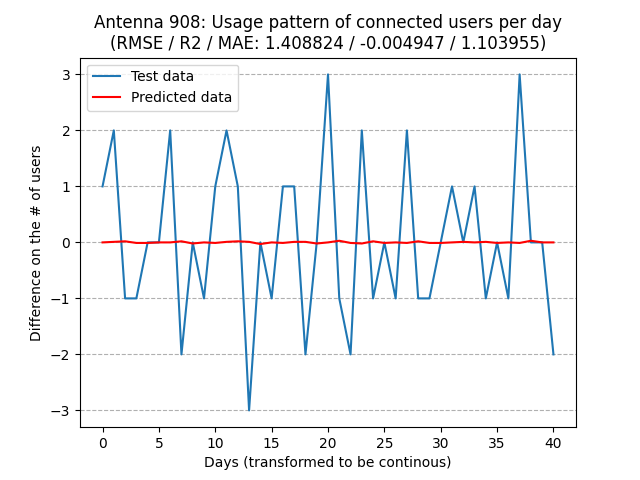 Antenna 908: Usage pattern of connected users per day
(RMSE / R2 / MAE: 1.408824 / -0.004947 / 1.103955)
Test data
Predicted data
Difference on the # of users
3
2
1
0
−1
−2
−3
0 5 10 15 20 25 30 35 40
Days (transformed to be continous)